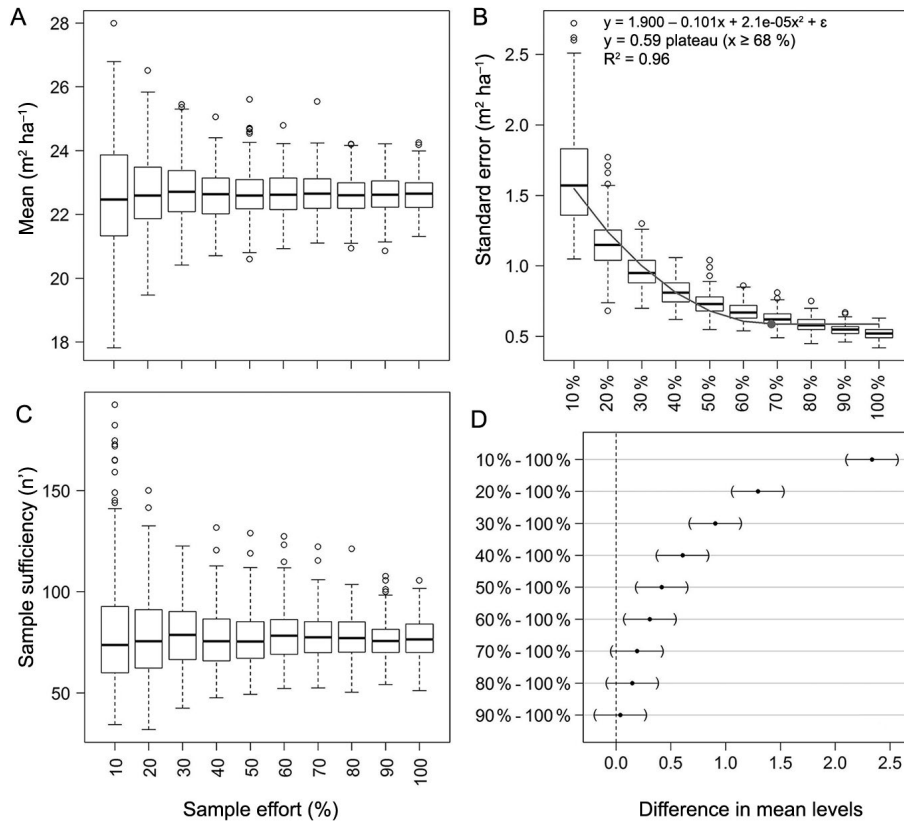 A
Mean (m² ha⁻¹)
28
26
24
22
20
18
B
Standard error (m² ha⁻¹)
y = 1.900 – 0.101x + 2.1e-05x² + ε
y = 0.59 plateau (x ≥ 68 %)
R² = 0.96
2.5
2.0
1.5
1.0
0.5
10 %
20 %
30 %
40 %
50 %
60 %
70 %
80 %
90 %
100 %
C
Sample sufficiency (n’)
150
100
50
10
20
30
40
50
60
70
80
90
100
Sample effort (%)
D
10 % - 100 %
20 % - 100 %
30 % - 100 %
40 % - 100 %
50 % - 100 %
60 % - 100 %
70 % - 100 %
80 % - 100 %
90 % - 100 %
0.0 0.5 1.0 1.5 2.0 2.5
Difference in mean levels